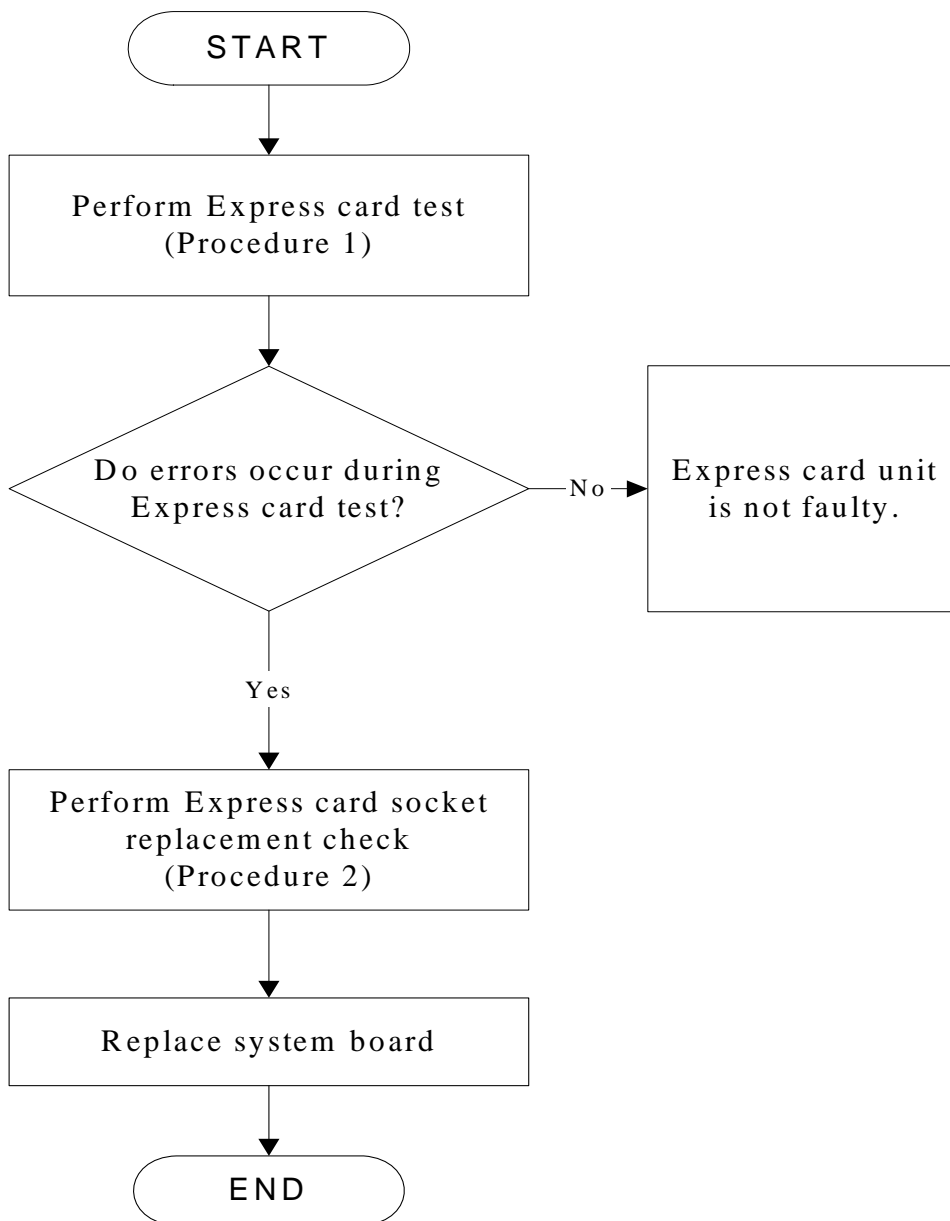 START
Perform Express card test
(Procedure 1)
Do errors occur during
Express card test?
No
Express card unit
is not faulty.
Yes
Perform Express card socket
replacement check
(Procedure 2)
Replace system board
END